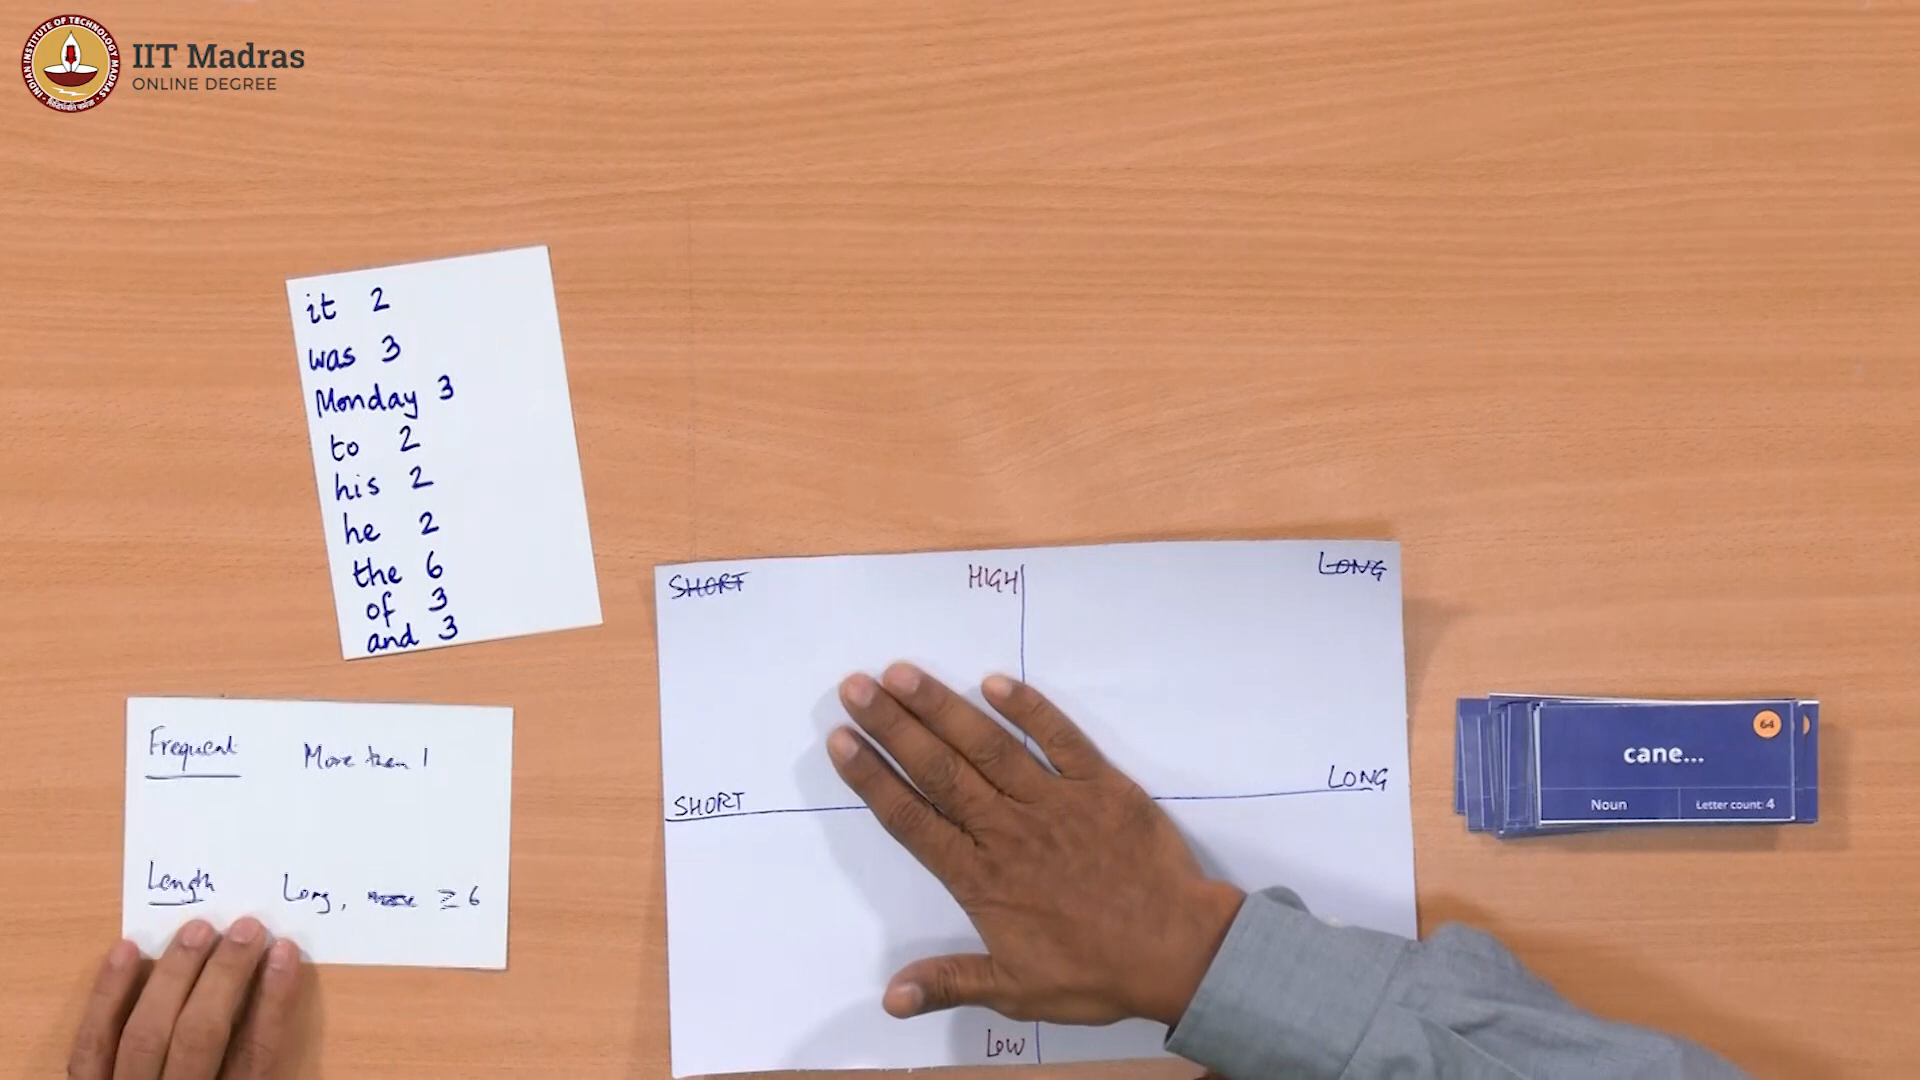 IIT Madras
ONLINE DEGREE
it 2
was 3
Monday 3
to 2
his 2
he 2
the 6
of 3
and 3
Frequent More than 1
Length Long, ≥ 6
SHORT HIGH LONG
SHORT LONG
LOW
64
cane...
Noun Letter count: 4